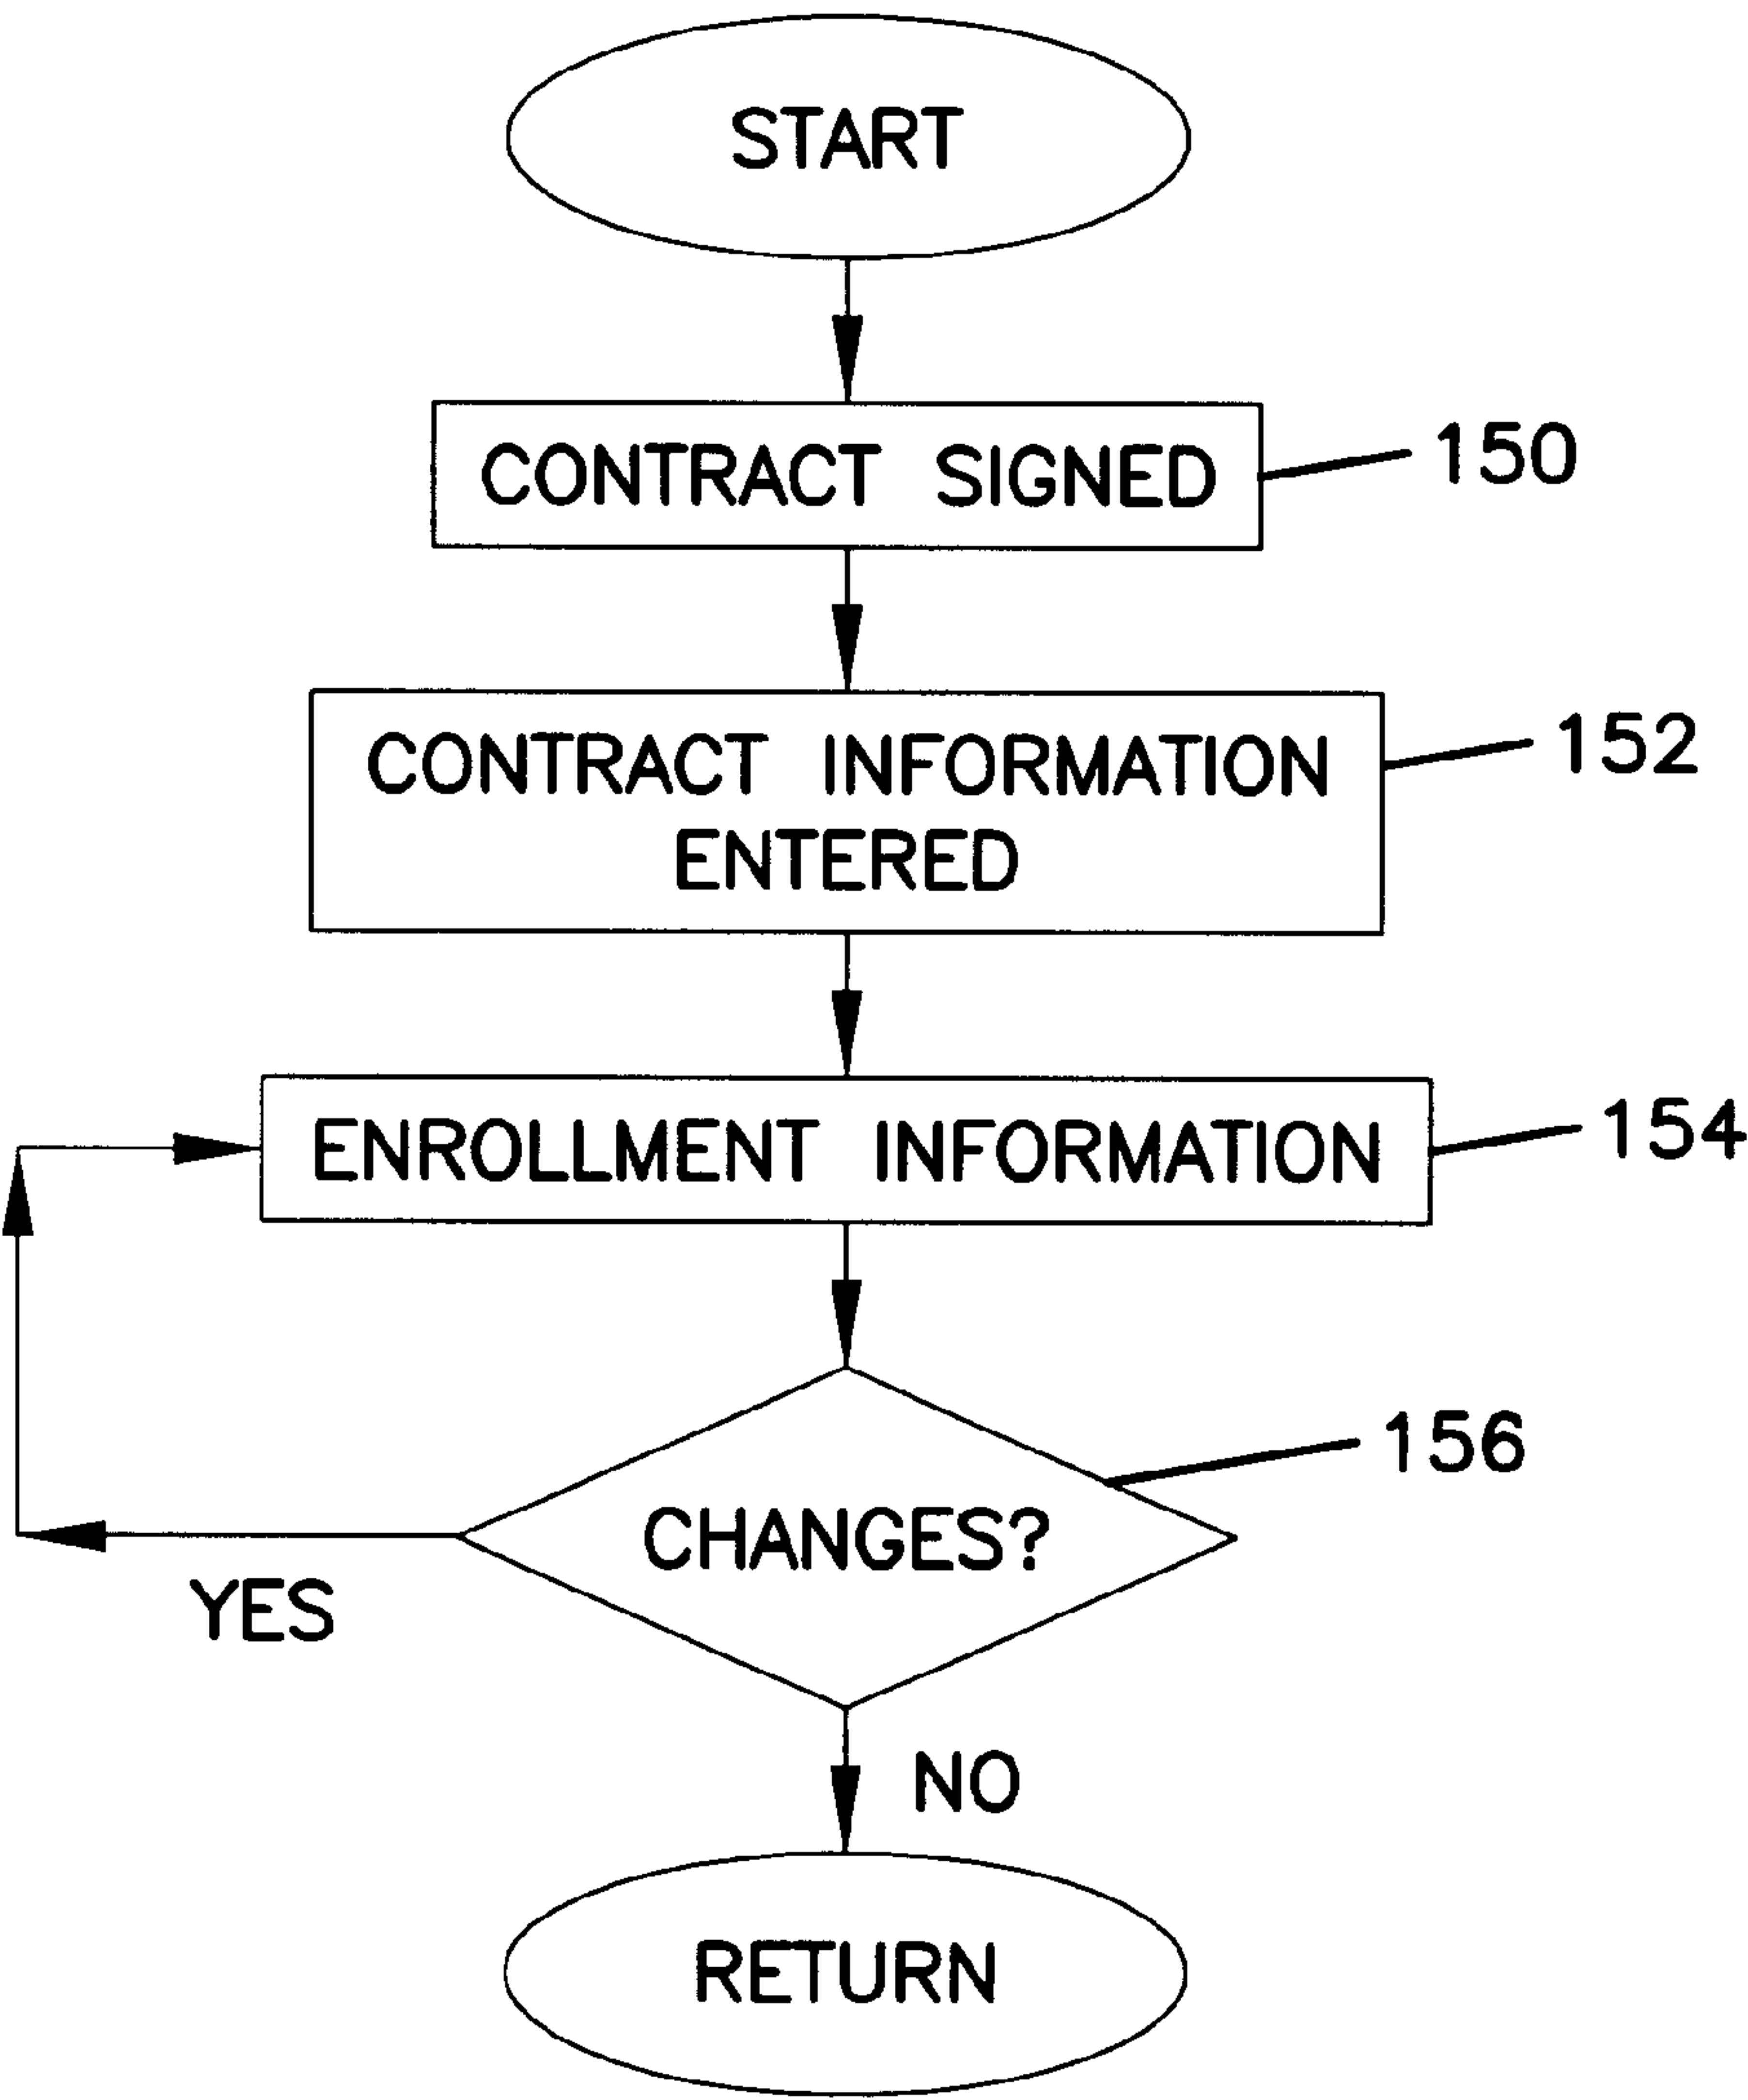 START
CONTRACT SIGNED
150
CONTRACT INFORMATION
ENTERED
152
ENROLLMENT INFORMATION
154
CHANGES?
156
YES
NO
RETURN